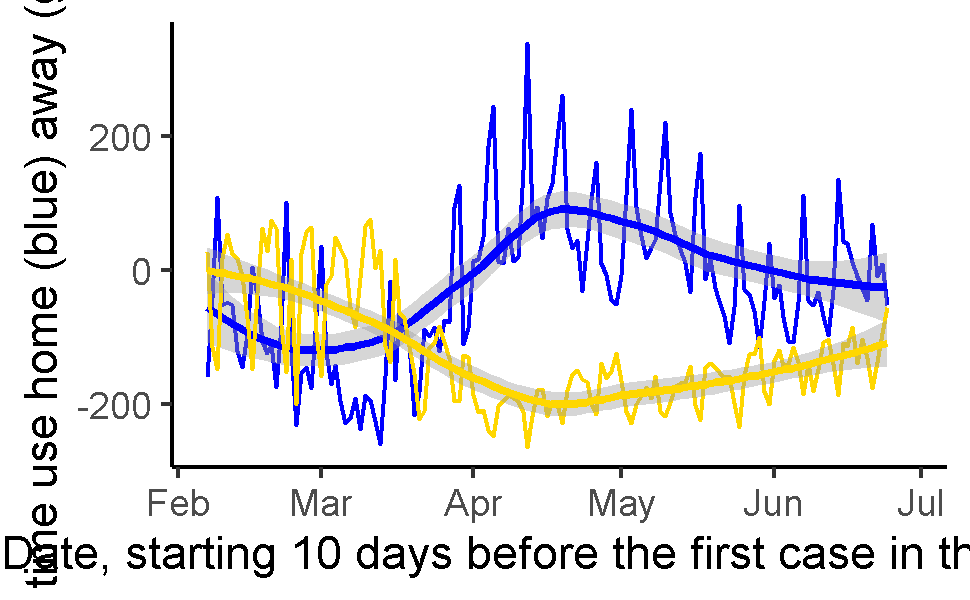 time use home (blue) away (
200
0
-200
Feb Mar Apr May Jun Jul
Date, starting 10 days before the first case in th